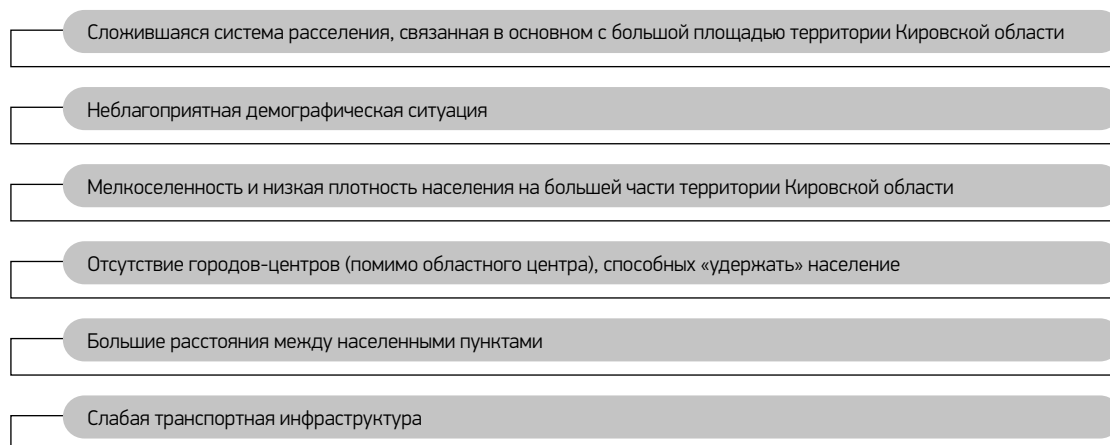 Сложившаяся система расселения, связанная в основном с большой площадью территории Кировской области
Неблагоприятная демографическая ситуация
Мелкоселенность и низкая плотность населения на большей части территории Кировской области
Отсутствие городов-центров (помимо областного центра), способных «удержать» население
Большие расстояния между населенными пунктами
Слабая транспортная инфраструктура